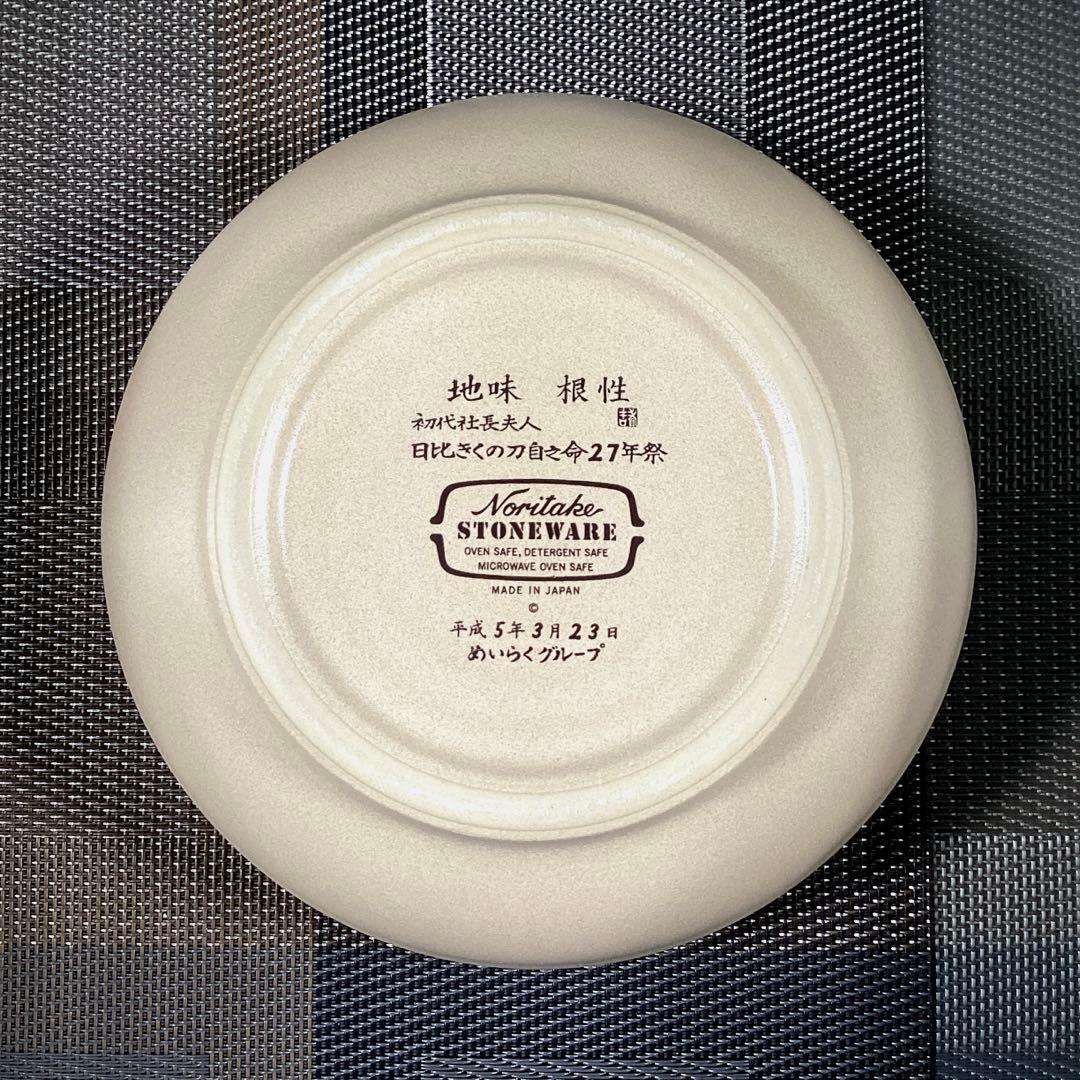 地味 根性
初代社長夫人
日比きくの刀自之命27年祭
Noritake
STONEWARE
OVEN SAFE, DETERGENT SAFE
MICROWAVE OVEN SAFE
MADE IN JAPAN
©
平成5年3月23日
めいらくグループ